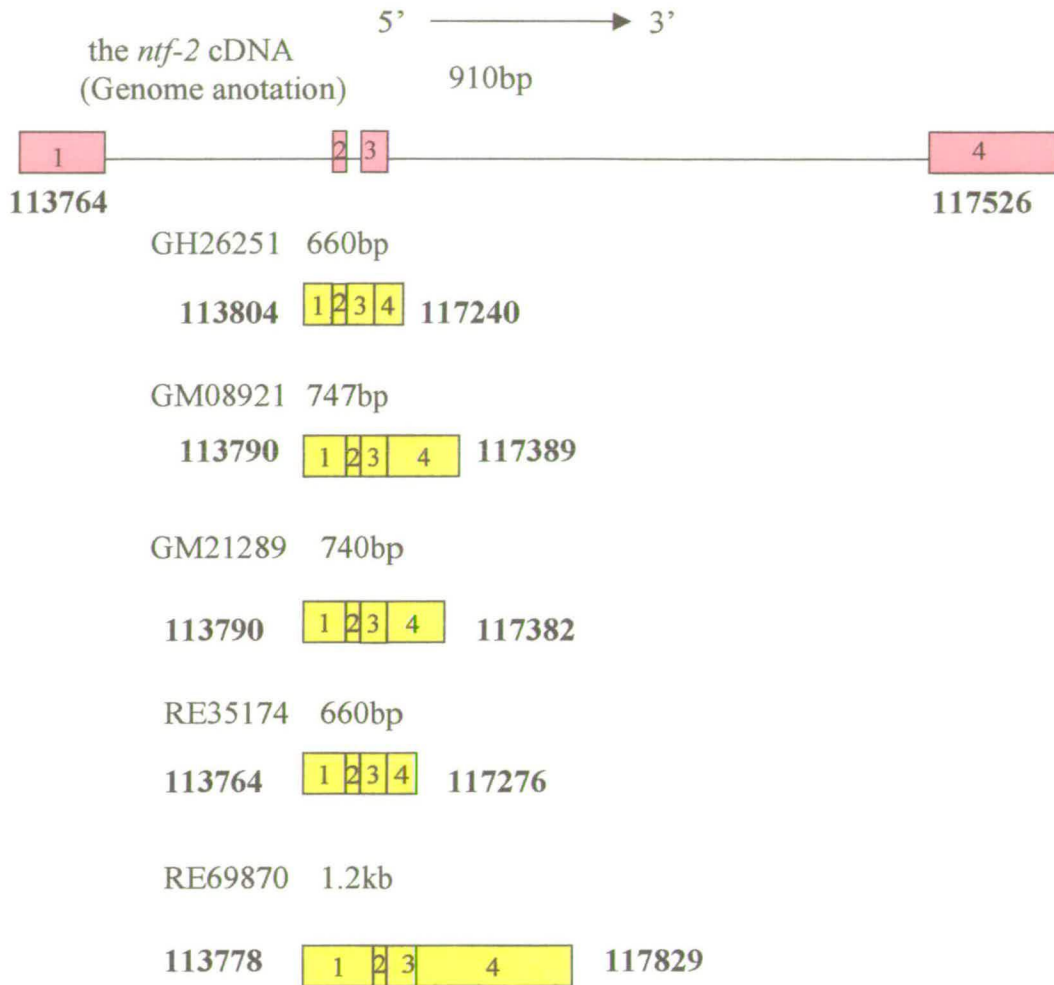 5’ 3’
the ntf-2 cDNA
(Genome anotation) 910bp
1 2 3 4
113764 117526
GH26251 660bp
113804 1 2 3 4 117240
GM08921 747bp
113790 1 2 3 4 117389
GM21289 740bp
113790 1 2 3 4 117382
RE35174 660bp
113764 1 2 3 4 117276
RE69870 1.2kb
113778 1 2 3 4 117829